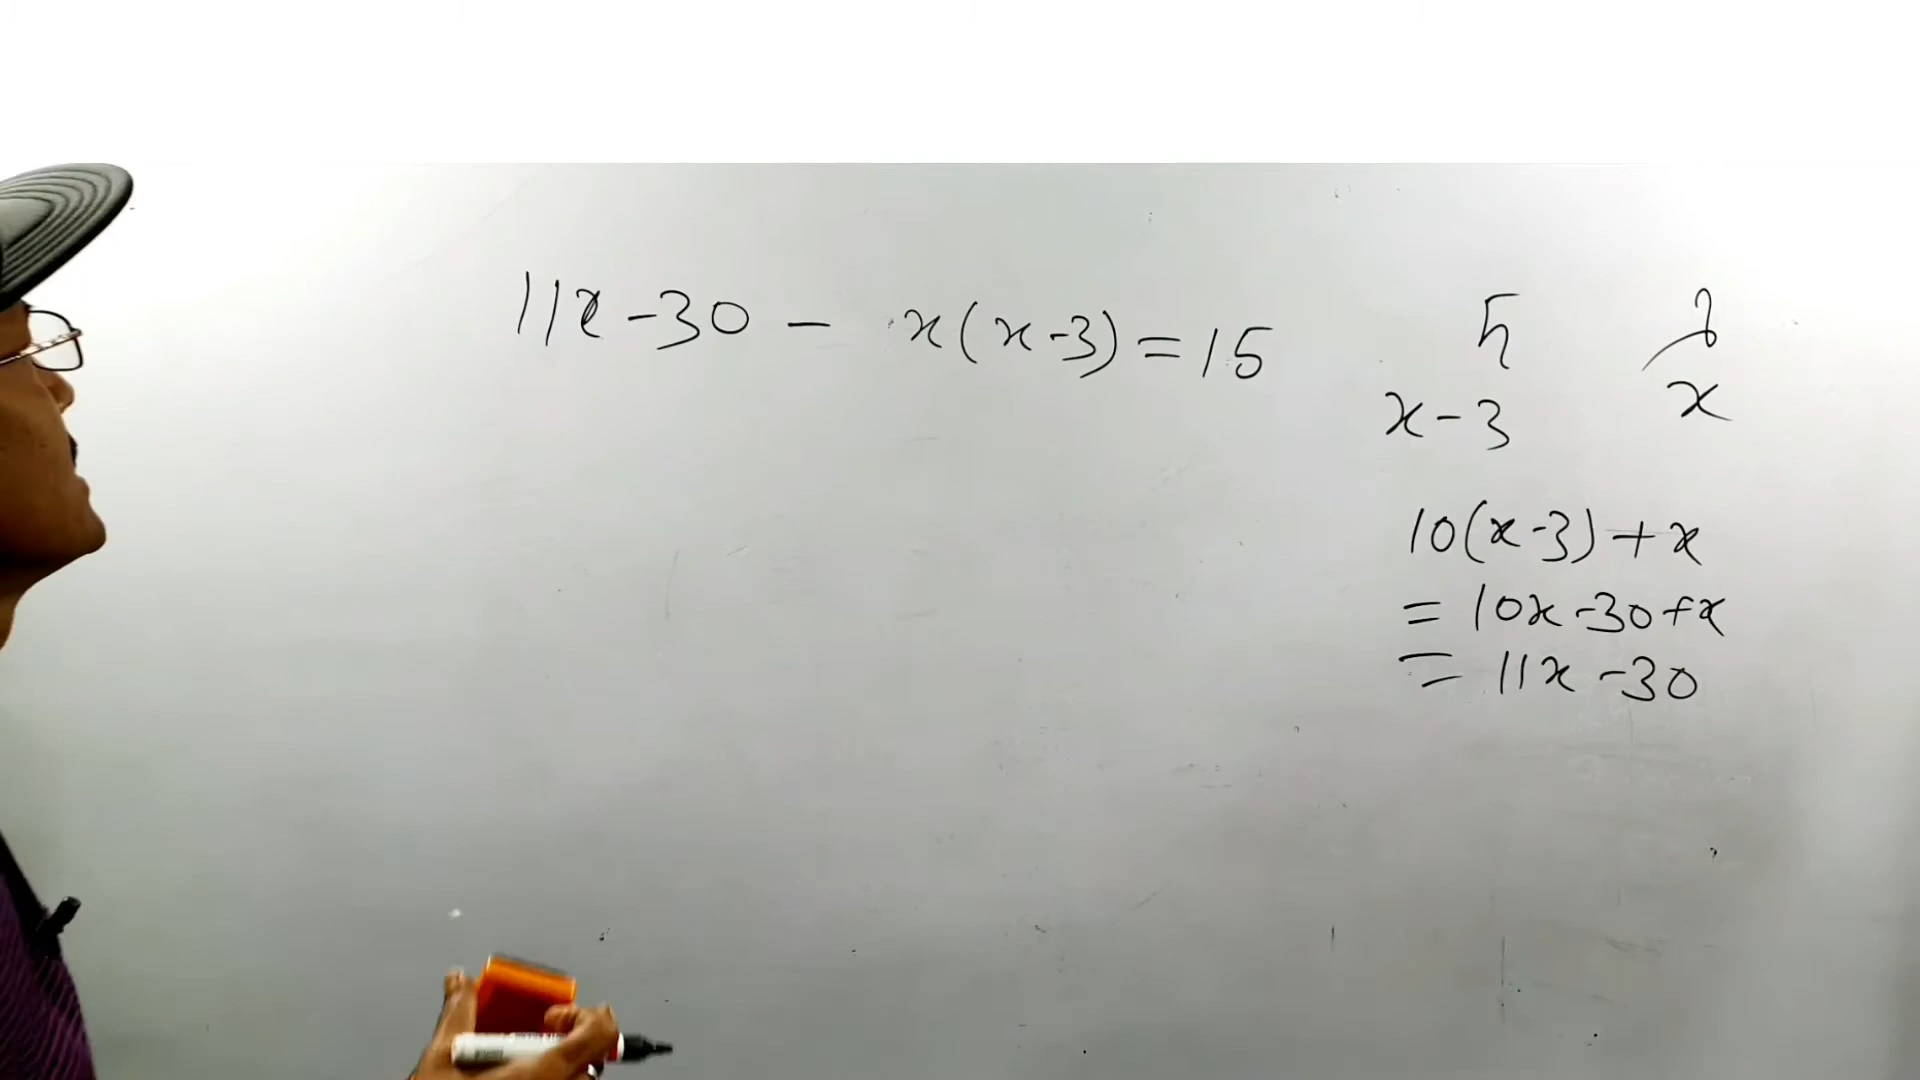 11x - 30 - x(x-3) = 15
x - 3 x
10(x-3) + x
= 10x - 30 + x
= 11x - 30